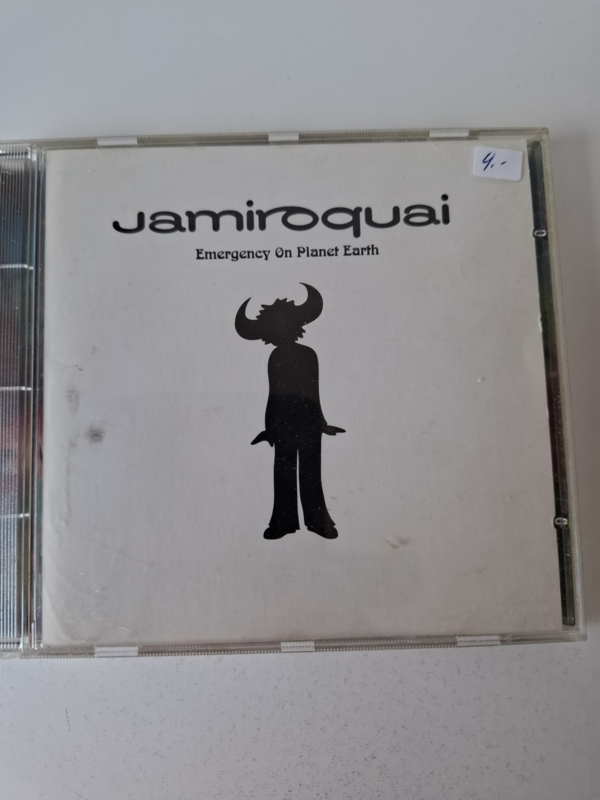 4.-
Jamiroquai
Emergency On Planet Earth